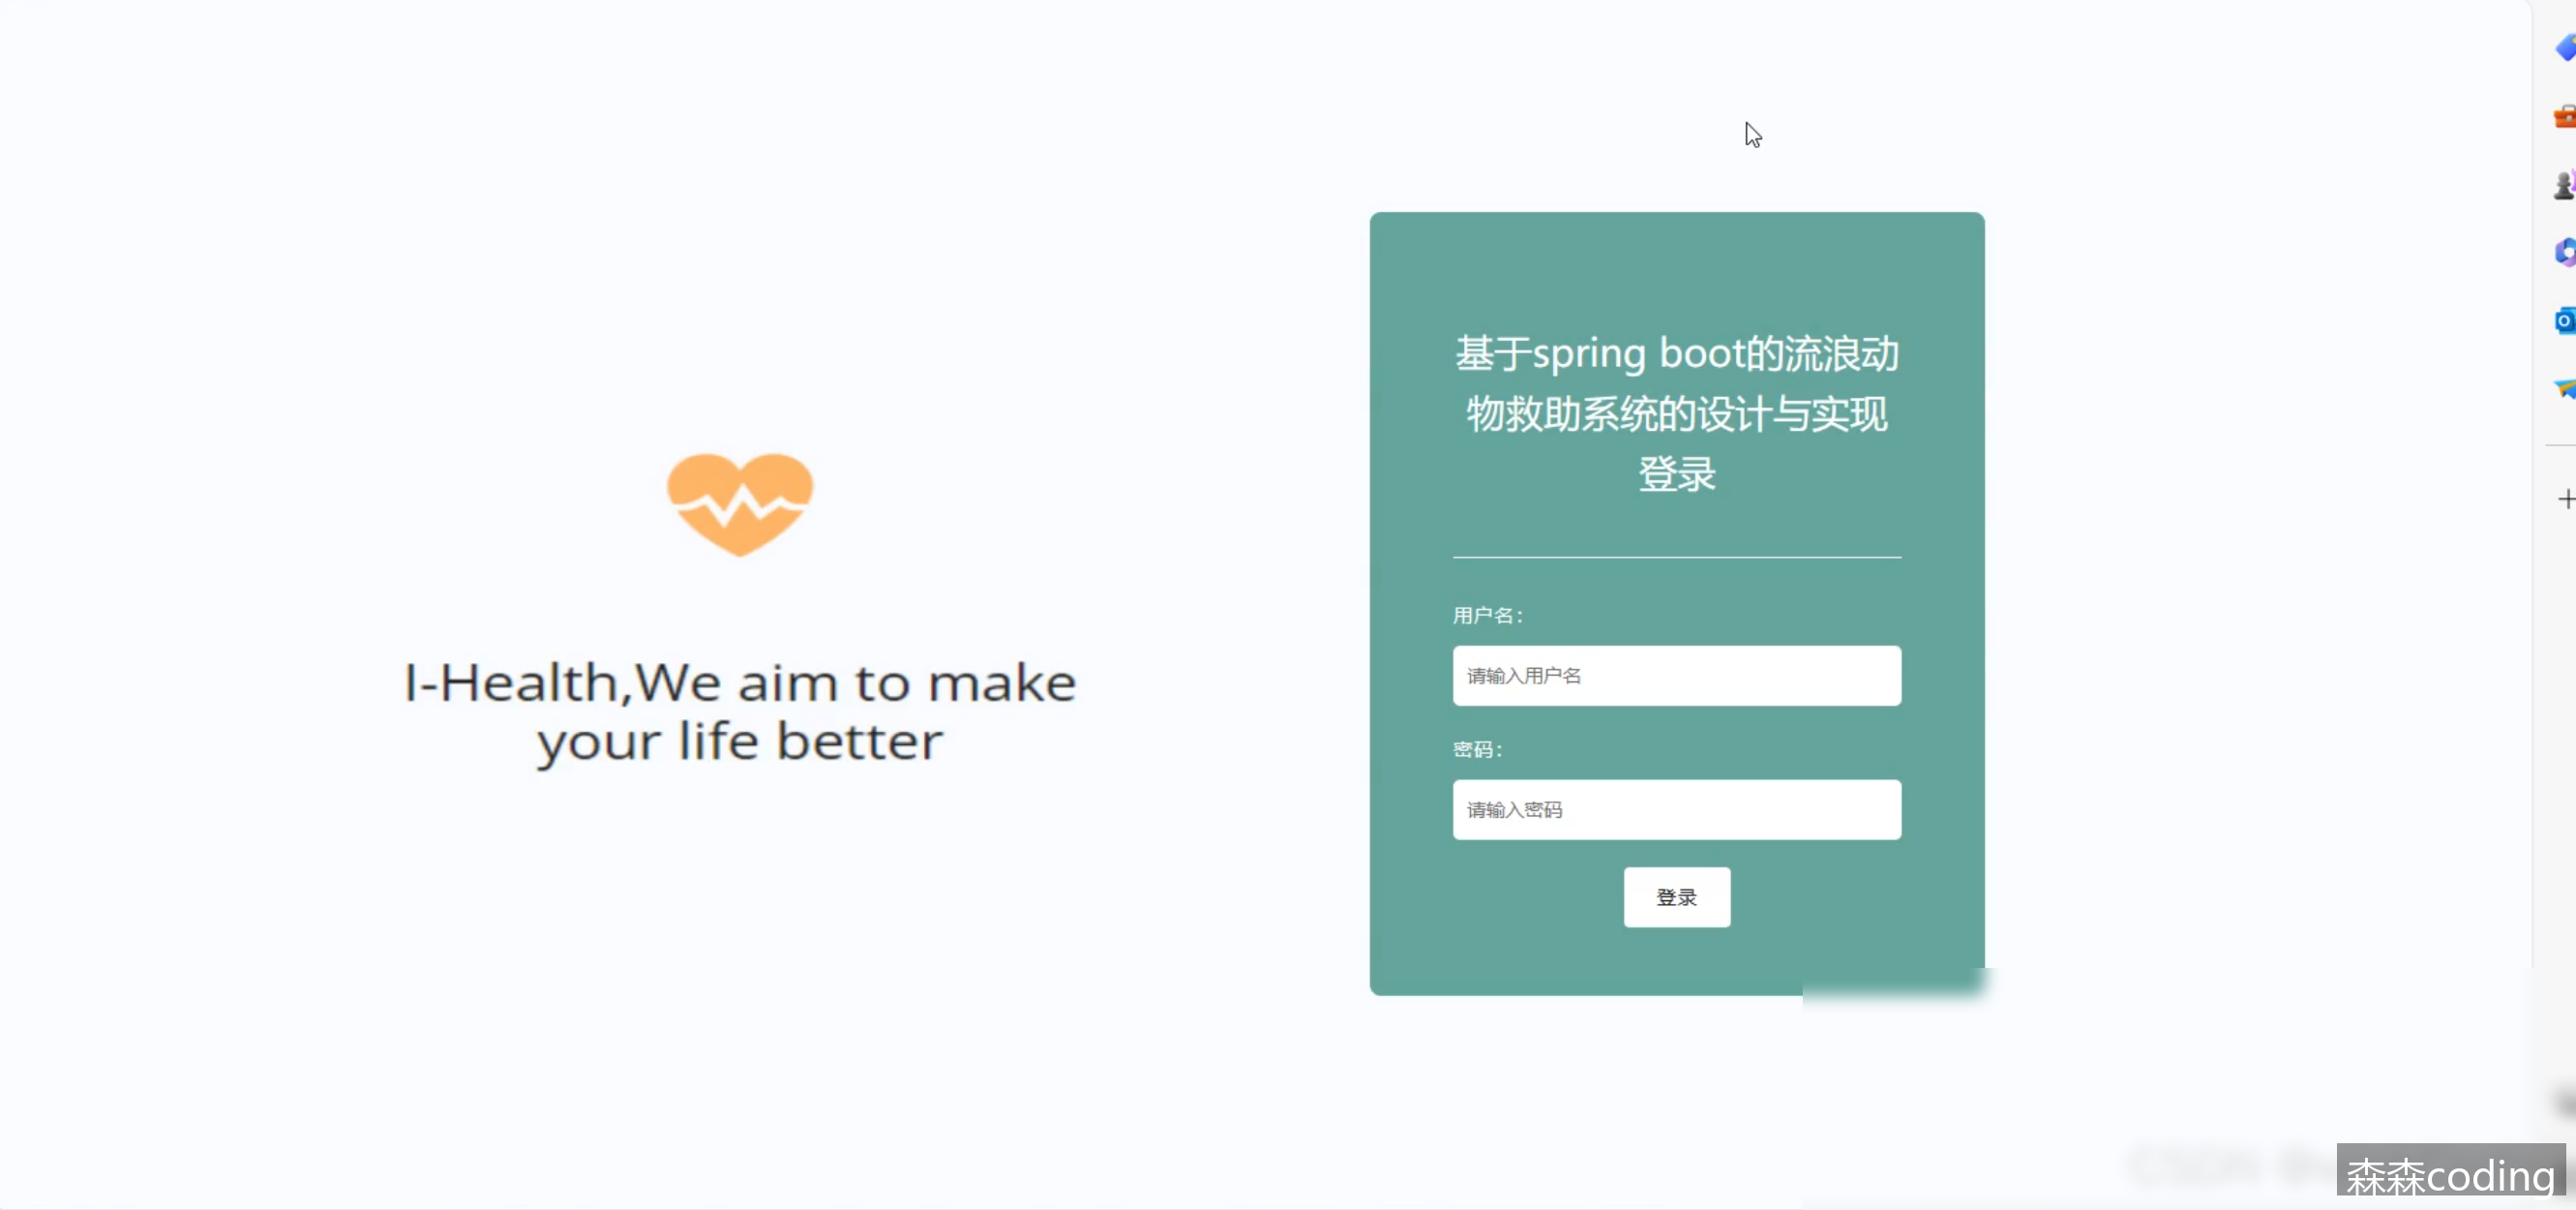 I-Health,We aim to make
your life better
基于spring boot的流浪动
物救助系统的设计与实现
登录
用户名：
请输入用户名
密码：
请输入密码
登录
森森coding